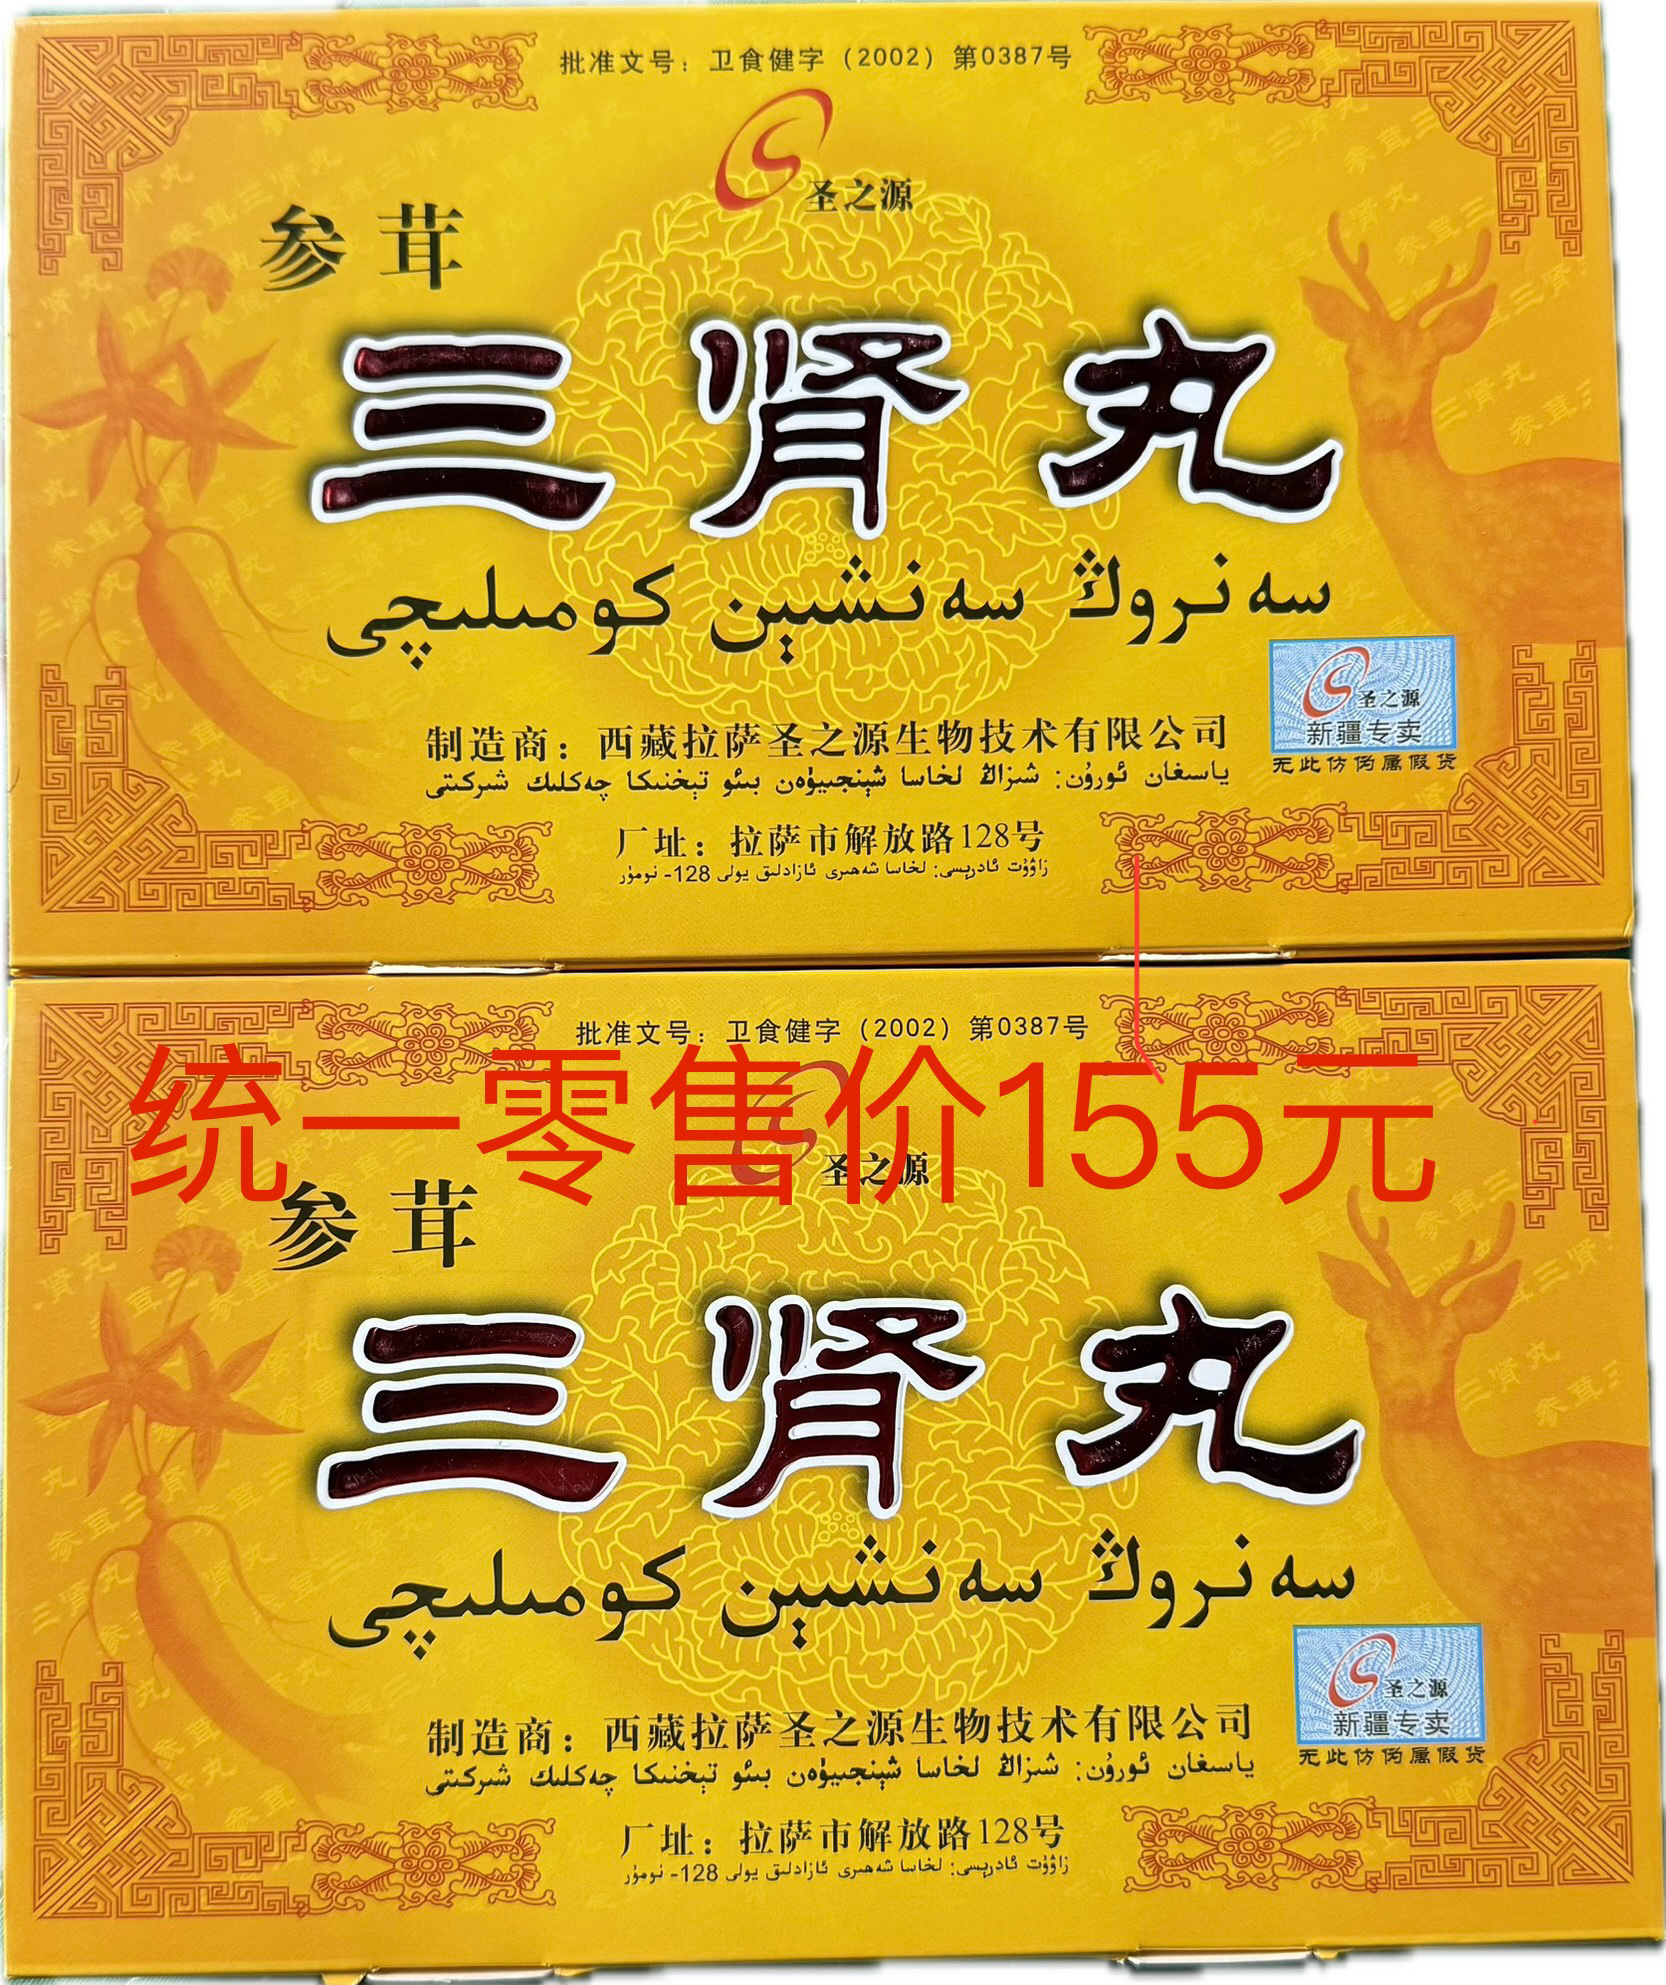 批准文号：卫食健字（2002）第0387号
圣之源
参茸
三肾丸
سەنروڭ سەنشېين كومىلىچى
制造商：西藏拉萨圣之源生物技术有限公司
ياسىغان ئورۇن: شىزاڭ لخاسا شېنجىيۈەن بىئو تېخنىكا چەكلىك شىركىتى
厂址：拉萨市解放路128号
زاۋۇت ئادرېسى: لخاسا شەھىرى ئازادلىق يولى 128- نومۇر
圣之源
新疆专卖
无此仿伪属假货
批准文号：卫食健字（2002）第0387号
统一零售价155元
圣之源
参茸
三肾丸
سەنروڭ سەنشېين كومىلىچى
制造商：西藏拉萨圣之源生物技术有限公司
ياسىغان ئورۇن: شىزاڭ لخاسا شېنجىيۈەن بىئو تېخنىكا چەكلىك شىركىتى
厂址：拉萨市解放路128号
زاۋۇت ئادرېسى: لخاسا شەھىرى ئازادلىق يولى 128- نومۇر
圣之源
新疆专卖
无此仿伪属假货